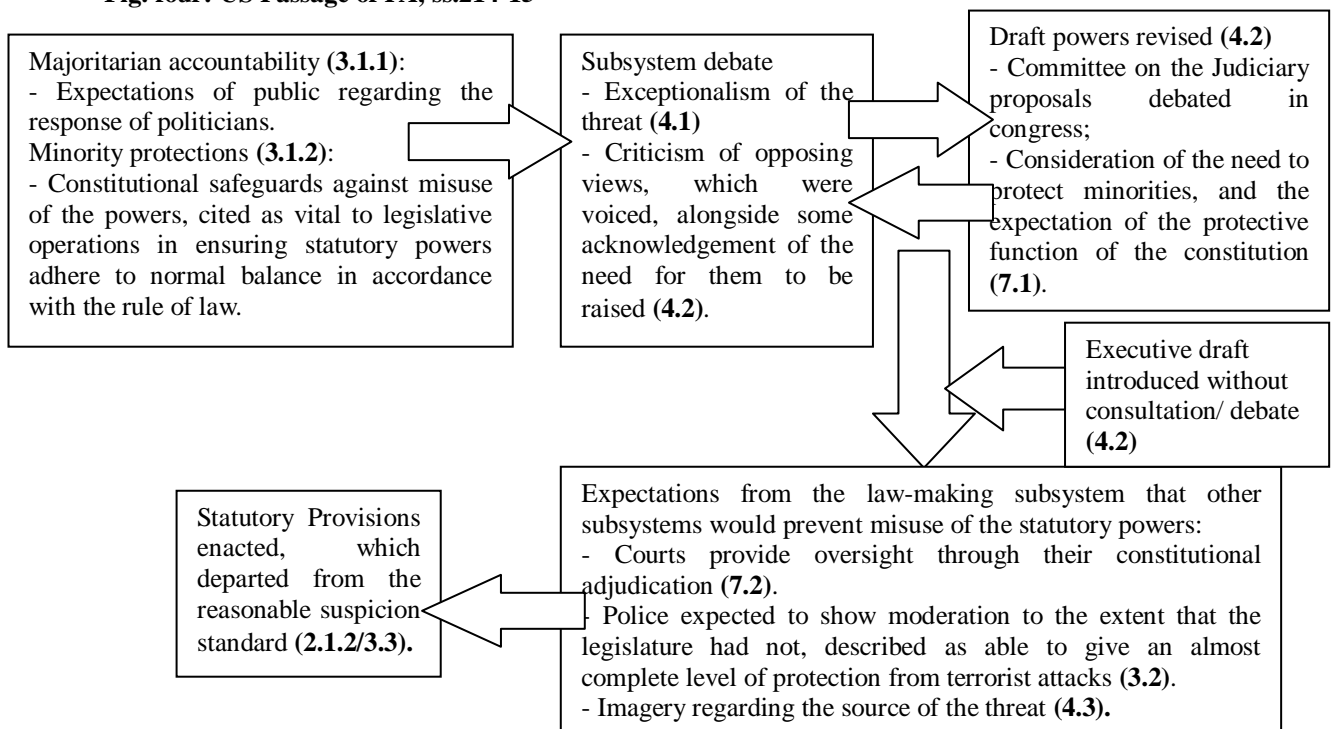 Fig. four: US Passage of PA, ss.214-15
Majoritarian accountability (3.1.1):
- Expectations of public regarding the
response of politicians.
Minority protections (3.1.2):
- Constitutional safeguards against misuse
of the powers, cited as vital to legislative
operations in ensuring statutory powers
adhere to normal balance in accordance
with the rule of law.
Subsystem debate
- Exceptionalism of the
threat (4.1)
- Criticism of opposing
views, which were
voiced, alongside some
acknowledgement of the
need for them to be
raised (4.2).
Draft powers revised (4.2)
- Committee on the Judiciary
proposals debated in
congress;
- Consideration of the need to
protect minorities, and the
expectation of the protective
function of the constitution
(7.1).
Executive draft
introduced without
consultation/ debate
(4.2)
Expectations from the law-making subsystem that other
subsystems would prevent misuse of the statutory powers:
- Courts provide oversight through their constitutional
adjudication (7.2).
- Police expected to show moderation to the extent that the
legislature had not, described as able to give an almost
complete level of protection from terrorist attacks (3.2).
- Imagery regarding the source of the threat (4.3).
Statutory Provisions
enacted, which
departed from the
reasonable suspicion
standard (2.1.2/3.3).